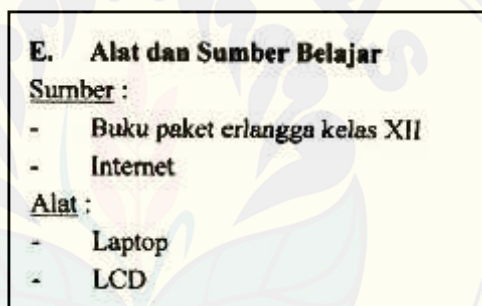 E. Alat dan Sumber Belajar
Sumber :
- Buku paket erlangga kelas XII
- Internet
Alat :
- Laptop
- LCD